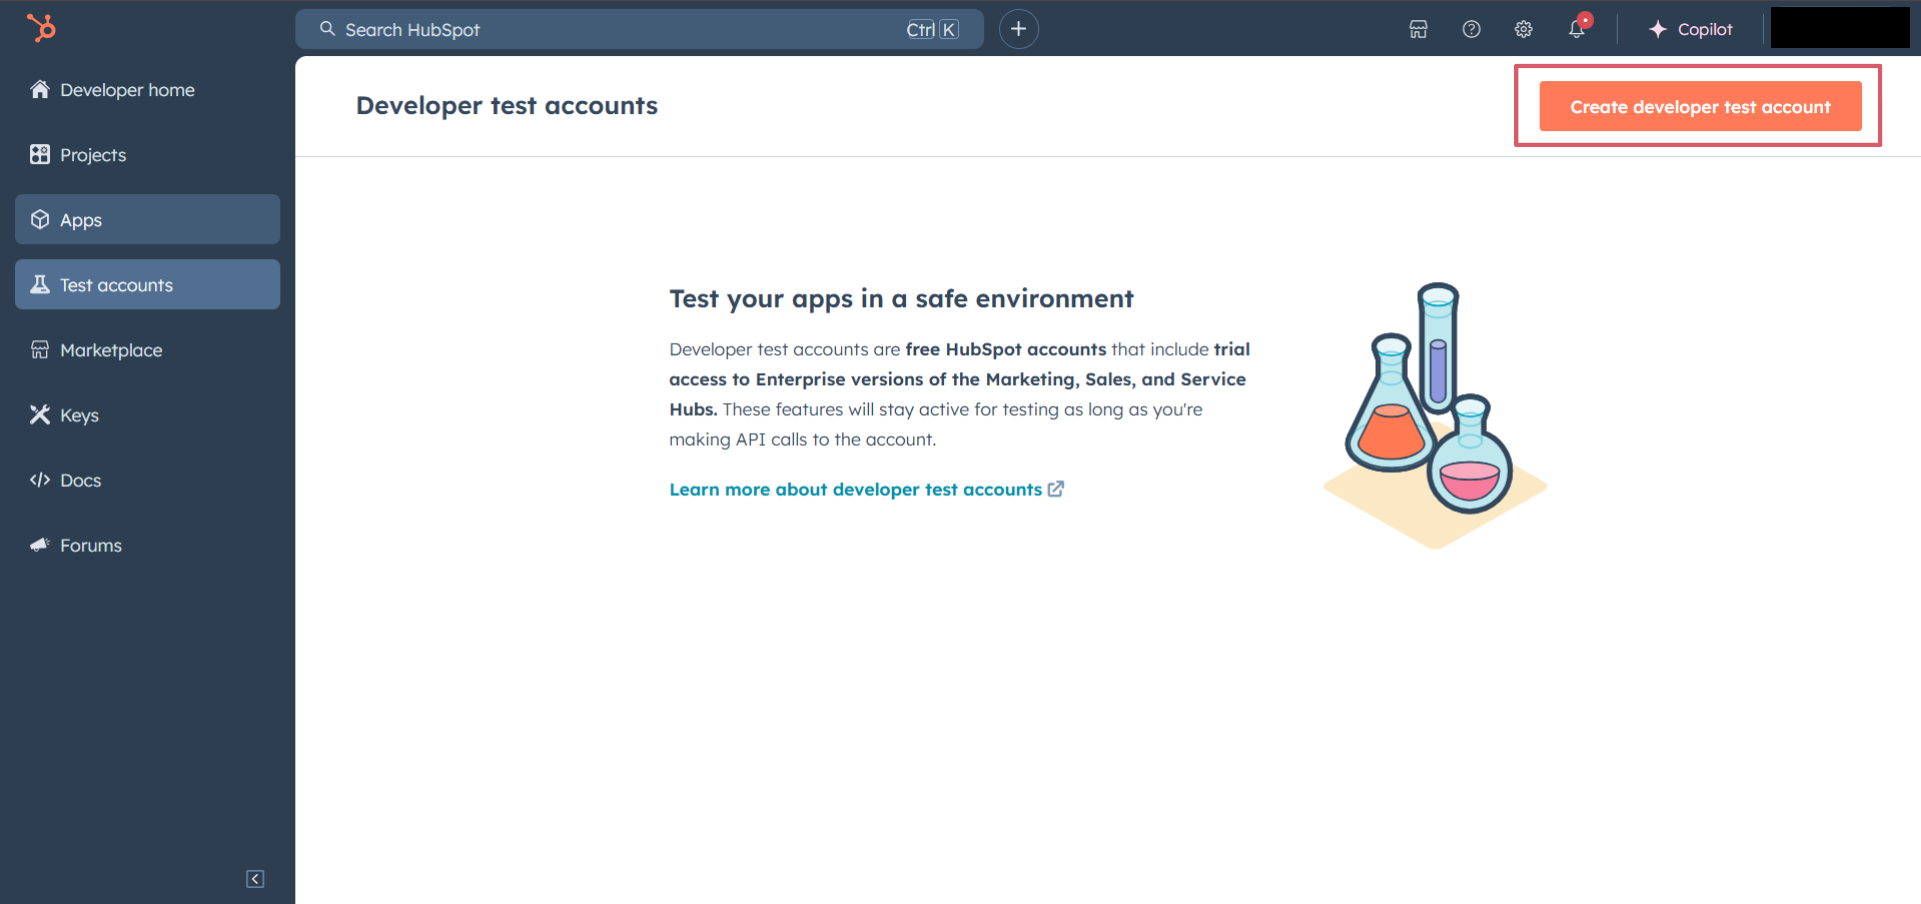 Search HubSpot Ctrl K
Copilot
Developer home
Projects
Apps
Test accounts
Marketplace
Keys
Docs
Forums
Developer test accounts
Create developer test account
Test your apps in a safe environment
Developer test accounts are free HubSpot accounts that include trial
access to Enterprise versions of the Marketing, Sales, and Service
Hubs. These features will stay active for testing as long as you're
making API calls to the account.
Learn more about developer test accounts